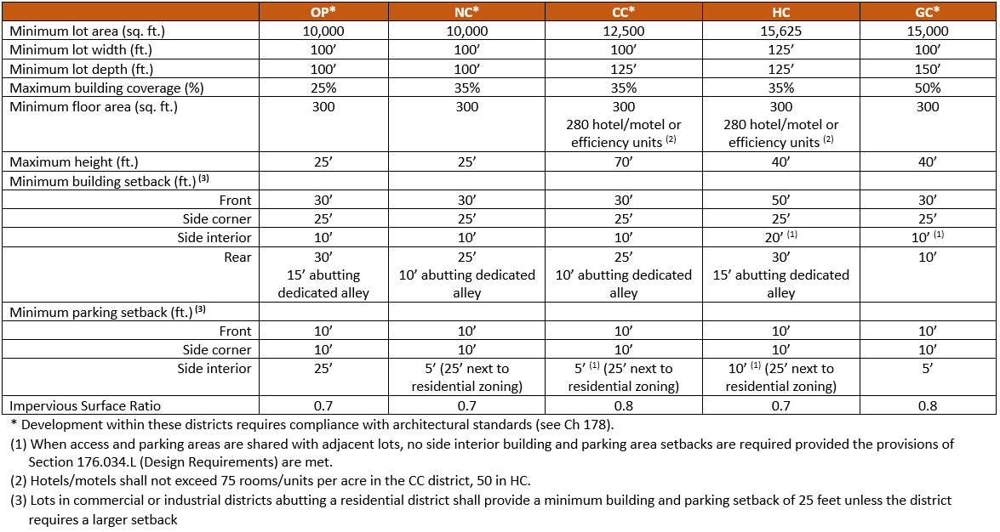 OP* NC* CC* HC GC*
Minimum lot area (sq. ft.) 10,000 10,000 12,500 15,625 15,000
Minimum lot width (ft.) 100’ 100’ 100’ 125’ 100’
Minimum lot depth (ft.) 100’ 100’ 125’ 125’ 150’
Maximum building coverage (%) 25% 35% 35% 35% 50%
Minimum floor area (sq. ft.) 300 300 300 300 300
280 hotel/motel or 280 hotel/motel or
efficiency units (2) efficiency units (2)
Maximum height (ft.) 25’ 25’ 70’ 40’ 40’
Minimum building setback (ft.) (3)
Front 30’ 30’ 30’ 50’ 30’
Side corner 25’ 25’ 25’ 25’ 25’
Side interior 10’ 10’ 10’ 20’ (1) 10’ (1)
Rear 30’ 25’ 25’ 30’ 10’
15’ abutting 10’ abutting dedicated 10’ abutting dedicated 15’ abutting dedicated
dedicated alley alley alley alley
Minimum parking setback (ft.) (3)
Front 10’ 10’ 10’ 10’ 10’
Side corner 10’ 10’ 10’ 10’ 10’
Side interior 25’ 5’ (25’ next to 5’ (1) (25’ next to 10’ (1) (25’ next to 5’
residential zoning) residential zoning) residential zoning)
Impervious Surface Ratio 0.7 0.7 0.8 0.7 0.8
* Development within these districts requires compliance with architectural standards (see Ch 178).
(1) When access and parking areas are shared with adjacent lots, no side interior building and parking area setbacks are required provided the provisions of
Section 176.034.L (Design Requirements) are met.
(2) Hotels/motels shall not exceed 75 rooms/units per acre in the CC district, 50 in HC.
(3) Lots in commercial or industrial districts abutting a residential district shall provide a minimum building and parking setback of 25 feet unless the district
requires a larger setback